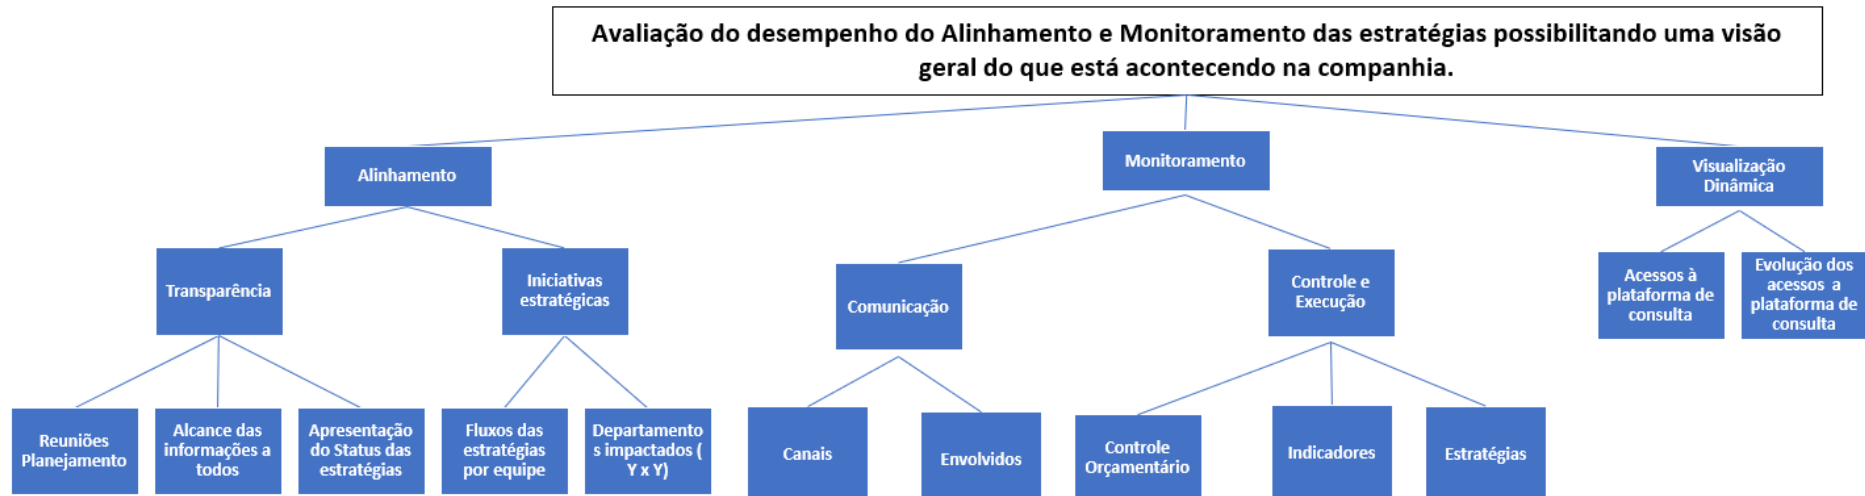 Avaliação do desempenho do Alinhamento e Monitoramento das estratégias possibilitando uma visão
geral do que está acontecendo na companhia.
Alinhamento
Monitoramento
Visualização
Dinâmica
Transparência
Iniciativas
estratégicas
Comunicação
Controle e
Execução
Acessos à
plataforma de
consulta
Evolução dos
acessos a
plataforma de
consulta
Reuniões
Planejamento
Alcance das
informações a
todos
Apresentação
do Status das
estratégias
Fluxos das
estratégias
por equipe
Departamento
s impactados (
Y x Y)
Canais
Envolvidos
Controle
Orçamentário
Indicadores
Estratégias